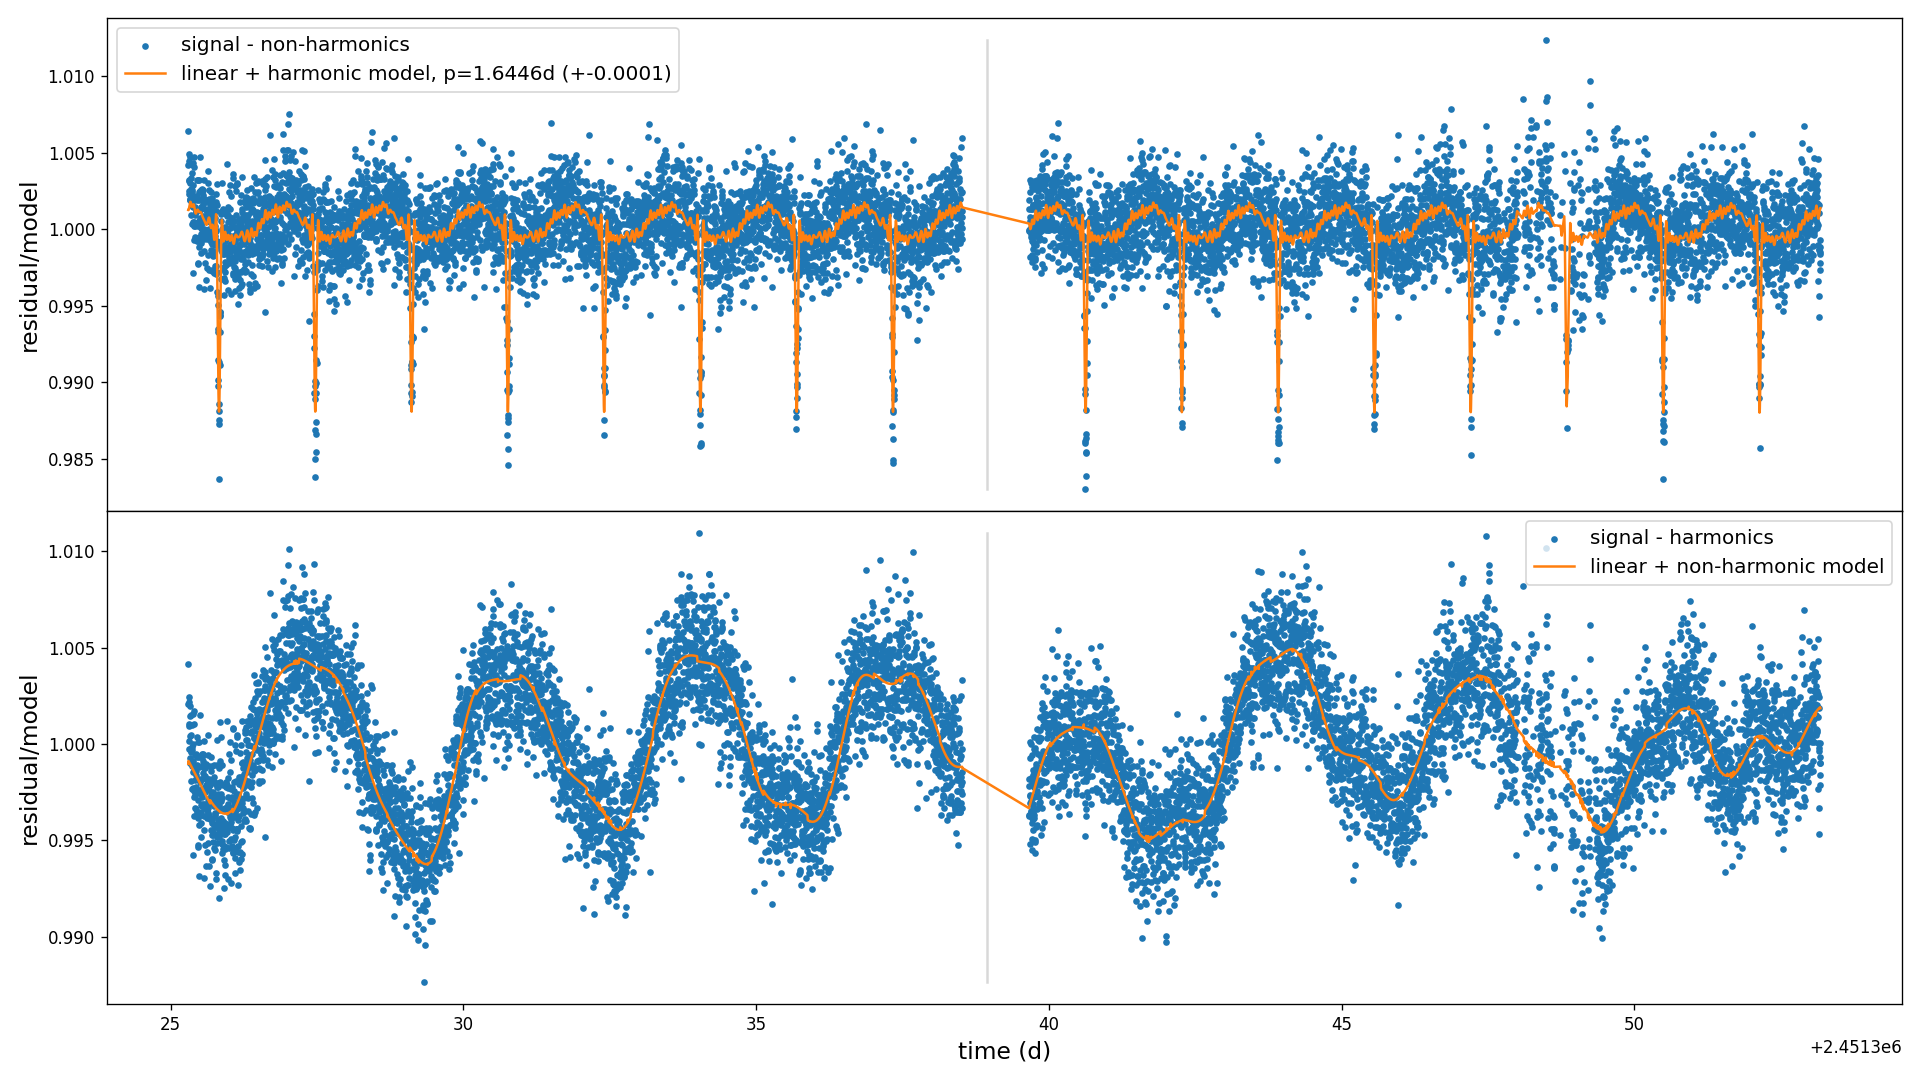 signal - non-harmonics
linear + harmonic model, p=1.6446d (+-0.0001)
1.010
1.005
1.000
0.995
0.990
0.985
residual/model
signal - harmonics
linear + non-harmonic model
1.010
1.005
1.000
0.995
0.990
residual/model
25
30
35
40
45
50
time (d)
+2.4513e6